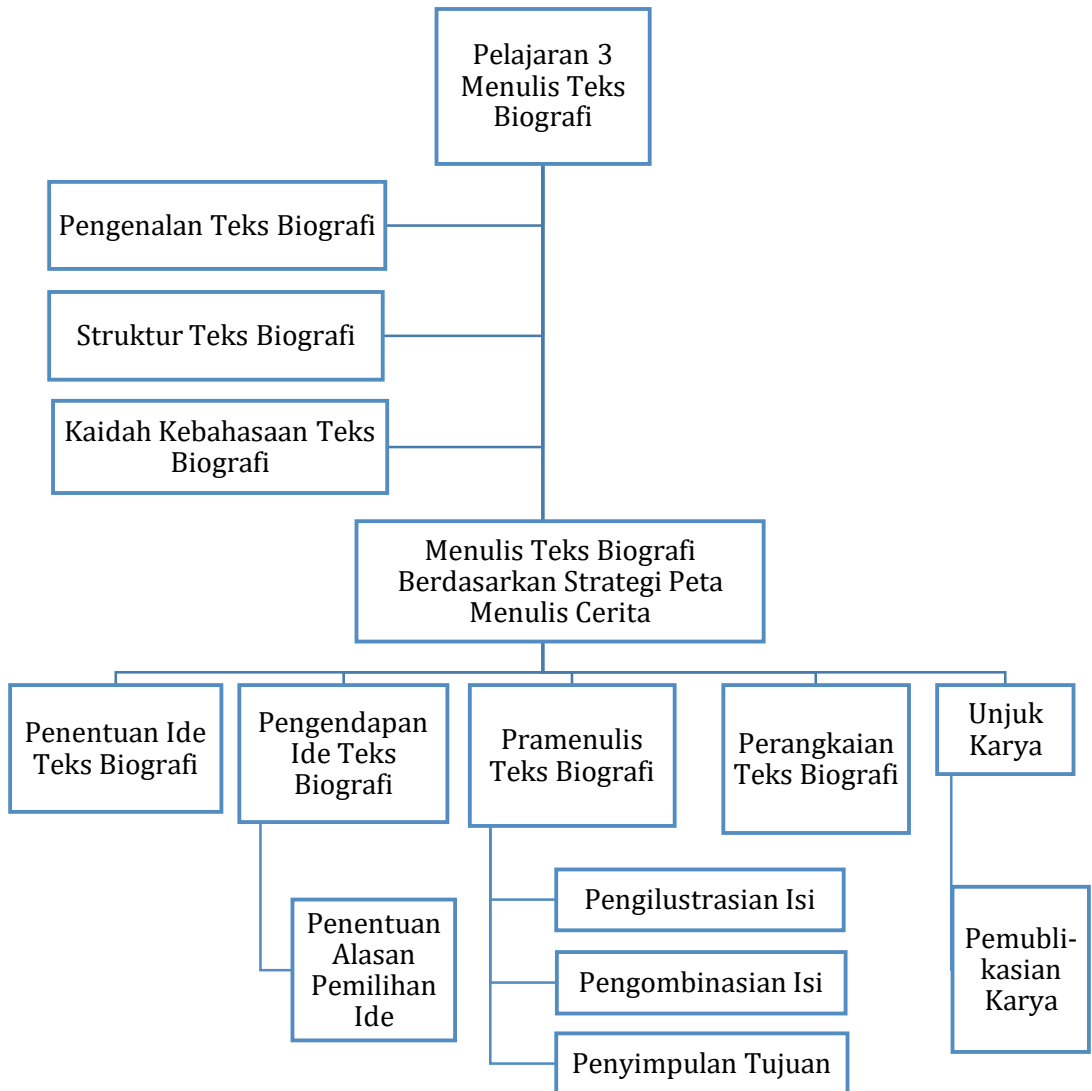 Pelajaran 3
Menulis Teks
Biografi
Pengenalan Teks Biografi
Struktur Teks Biografi
Kaidah Kebahasaan Teks
Biografi
Menulis Teks Biografi
Berdasarkan Strategi Peta
Menulis Cerita
Penentuan Ide
Teks Biografi
Pengendapan
Ide Teks
Biografi
Pramenulis
Teks Biografi
Perangkaian
Teks Biografi
Unjuk
Karya
Penentuan
Alasan
Pemilihan
Ide
Pengilustrasian Isi
Pengombinasian Isi
Penyimpulan Tujuan
Pemubli-
kasian
Karya